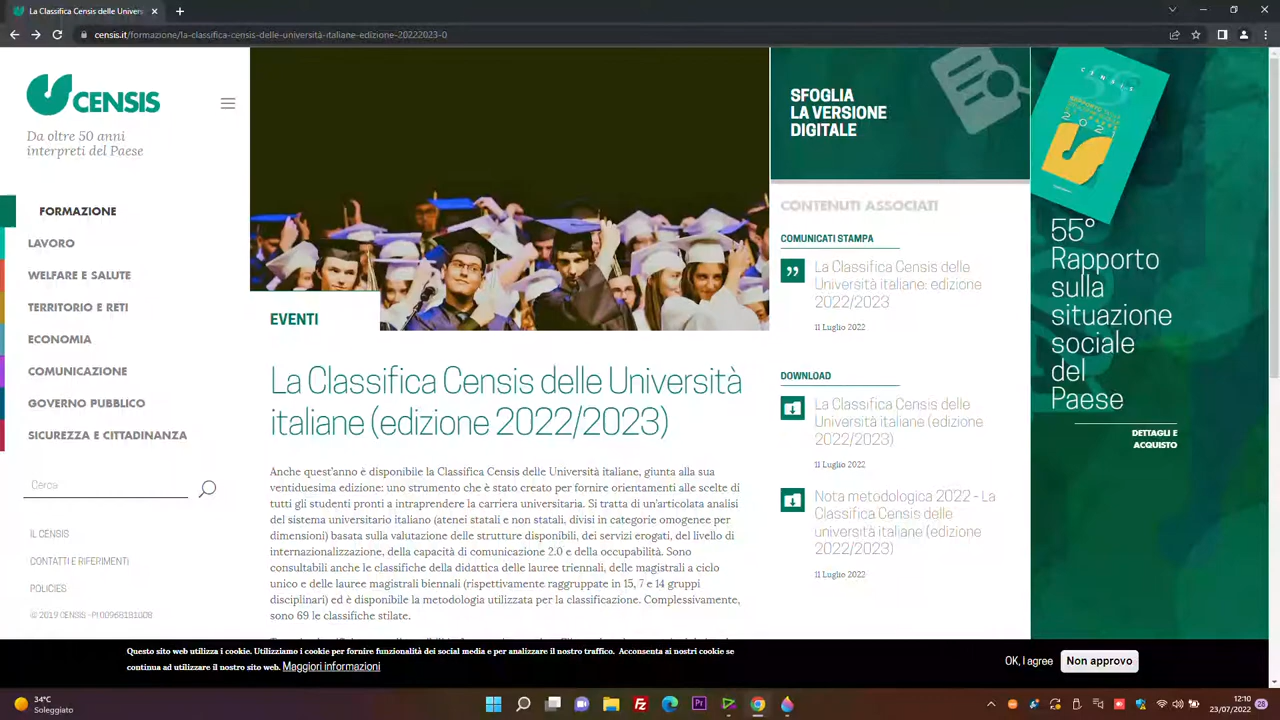 La Classifica Censis delle Universi
censis.it/formazione/la-classifica-censis-delle-università-italiane-edizione-20222023-0
CENSIS
Da oltre 50 anni
interpreti del Paese
FORMAZIONE
LAVORO
WELFARE E SALUTE
TERRITORIO E RETI
ECONOMIA
COMUNICAZIONE
GOVERNO PUBBLICO
SICUREZZA E CITTADINANZA
Cerca
IL CENSIS
CONTATTI E RIFERIMENTI
POLICIES
© 2019 CENSIS - PI 00968181008
EVENTI
La Classifica Censis delle Università
italiane (edizione 2022/2023)
Anche quest'anno è disponibile la Classifica Censis delle Università italiane, giunta alla sua
ventiduesima edizione: uno strumento che è stato creato per fornire orientamenti alle scelte di
tutti gli studenti pronti a intraprendere la carriera universitaria. Si tratta di un'articolata analisi
del sistema universitario italiano (atenei statali e non statali, divisi in categorie omogenee per
dimensioni) basata sulla valutazione delle strutture disponibili, dei servizi erogati, del livello di
internazionalizzazione, della capacità di comunicazione 2.0 e della occupabilità. Sono
consultabili anche le classifiche della didattica delle lauree triennali, delle magistrali a ciclo
unico e delle lauree magistrali biennali (rispettivamente raggruppate in 15, 7 e 14 gruppi
disciplinari) ed è disponibile la metodologia utilizzata per la classificazione. Complessivamente,
sono 69 le classifiche stilate.
SFOGLIA
LA VERSIONE
DIGITALE
CONTENUTI ASSOCIATI
COMUNICATI STAMPA
La Classifica Censis delle
Università italiane: edizione
2022/2023
11 Luglio 2022
DOWNLOAD
La Classifica Censis delle
Università italiane (edizione
2022/2023)
11 Luglio 2022
Nota metodologica 2022 - La
Classifica Censis delle
università italiane (edizione
2022/2023)
11 Luglio 2022
CENSIS
2021
55°
Rapporto
sulla
situazione
sociale
del
Paese
DETTAGLI E
ACQUISTO
Questo sito web utilizza i cookie. Utilizziamo i cookie per fornire funzionalità dei social media e per analizzare il nostro traffico. Acconsenta ai nostri cookie se
continua ad utilizzare il nostro sito web. Maggiori informazioni
OK, I agree
Non approvo
34°C
Soleggiato
12:10
23/07/2022
28